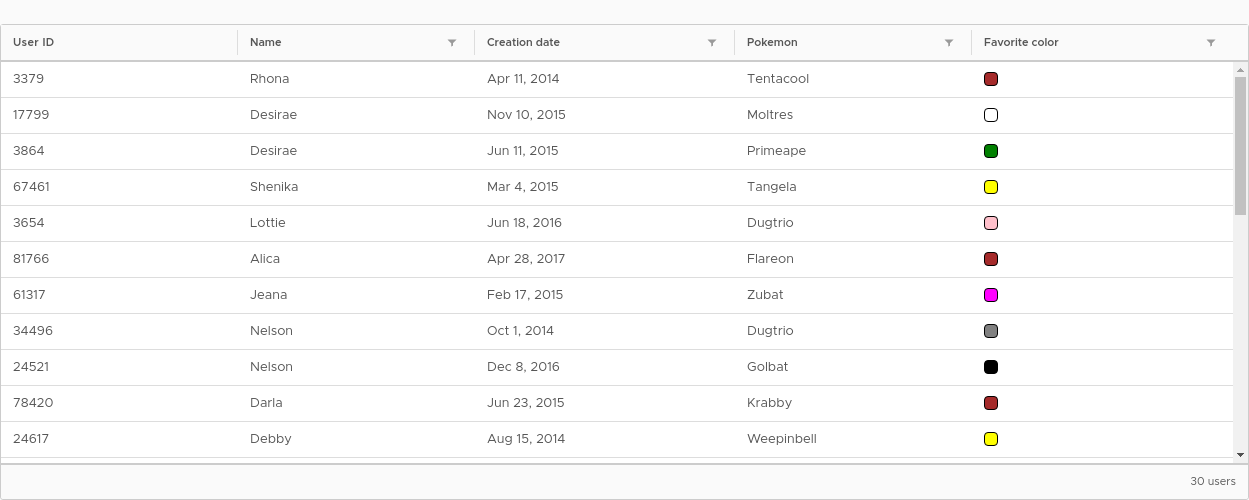 User ID Name Creation date Pokemon Favorite color
3379 Rhona Apr 11, 2014 Tentacool
17799 Desirae Nov 10, 2015 Moltres
3864 Desirae Jun 11, 2015 Primeape
67461 Shenika Mar 4, 2015 Tangela
3654 Lottie Jun 18, 2016 Dugtrio
81766 Alica Apr 28, 2017 Flareon
61317 Jeana Feb 17, 2015 Zubat
34496 Nelson Oct 1, 2014 Dugtrio
24521 Nelson Dec 8, 2016 Golbat
78420 Darla Jun 23, 2015 Krabby
24617 Debby Aug 15, 2014 Weepinbell
30 users